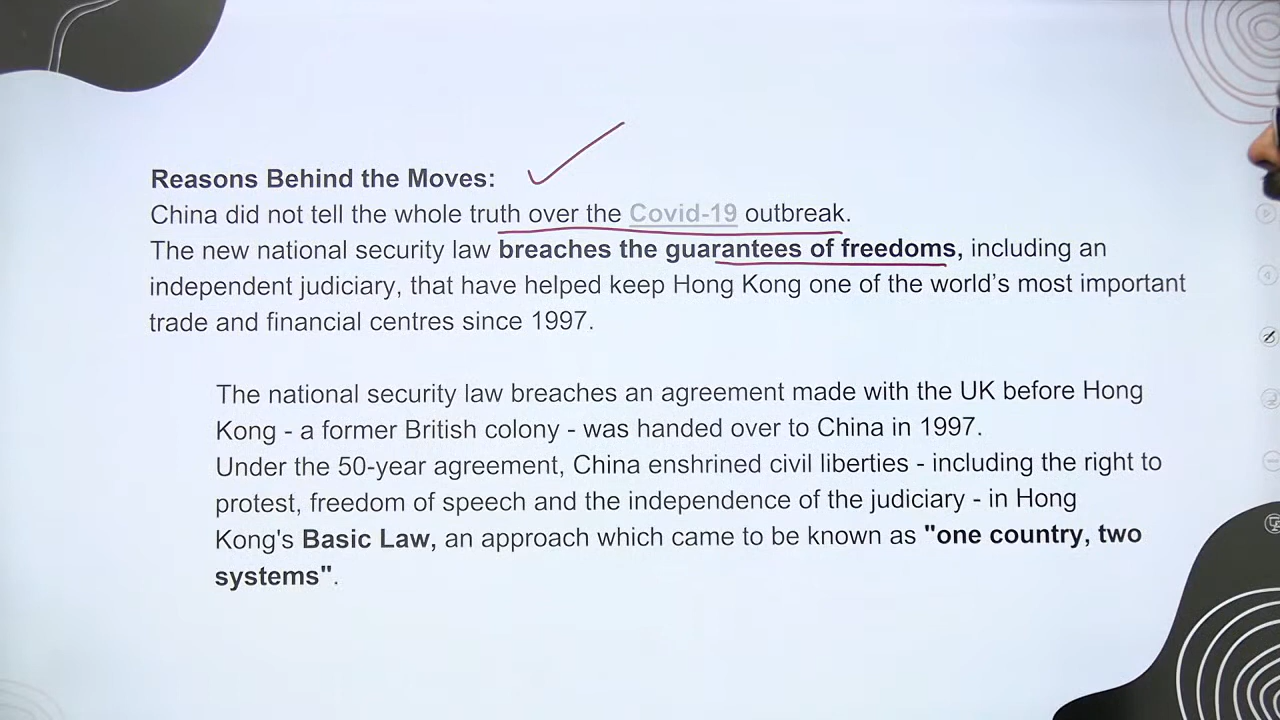 Reasons Behind the Moves:
China did not tell the whole truth over the Covid-19 outbreak.
The new national security law breaches the guarantees of freedoms, including an
independent judiciary, that have helped keep Hong Kong one of the world's most important
trade and financial centres since 1997.
The national security law breaches an agreement made with the UK before Hong
Kong - a former British colony - was handed over to China in 1997.
Under the 50-year agreement, China enshrined civil liberties - including the right to
protest, freedom of speech and the independence of the judiciary - in Hong
Kong's Basic Law, an approach which came to be known as "one country, two
systems".